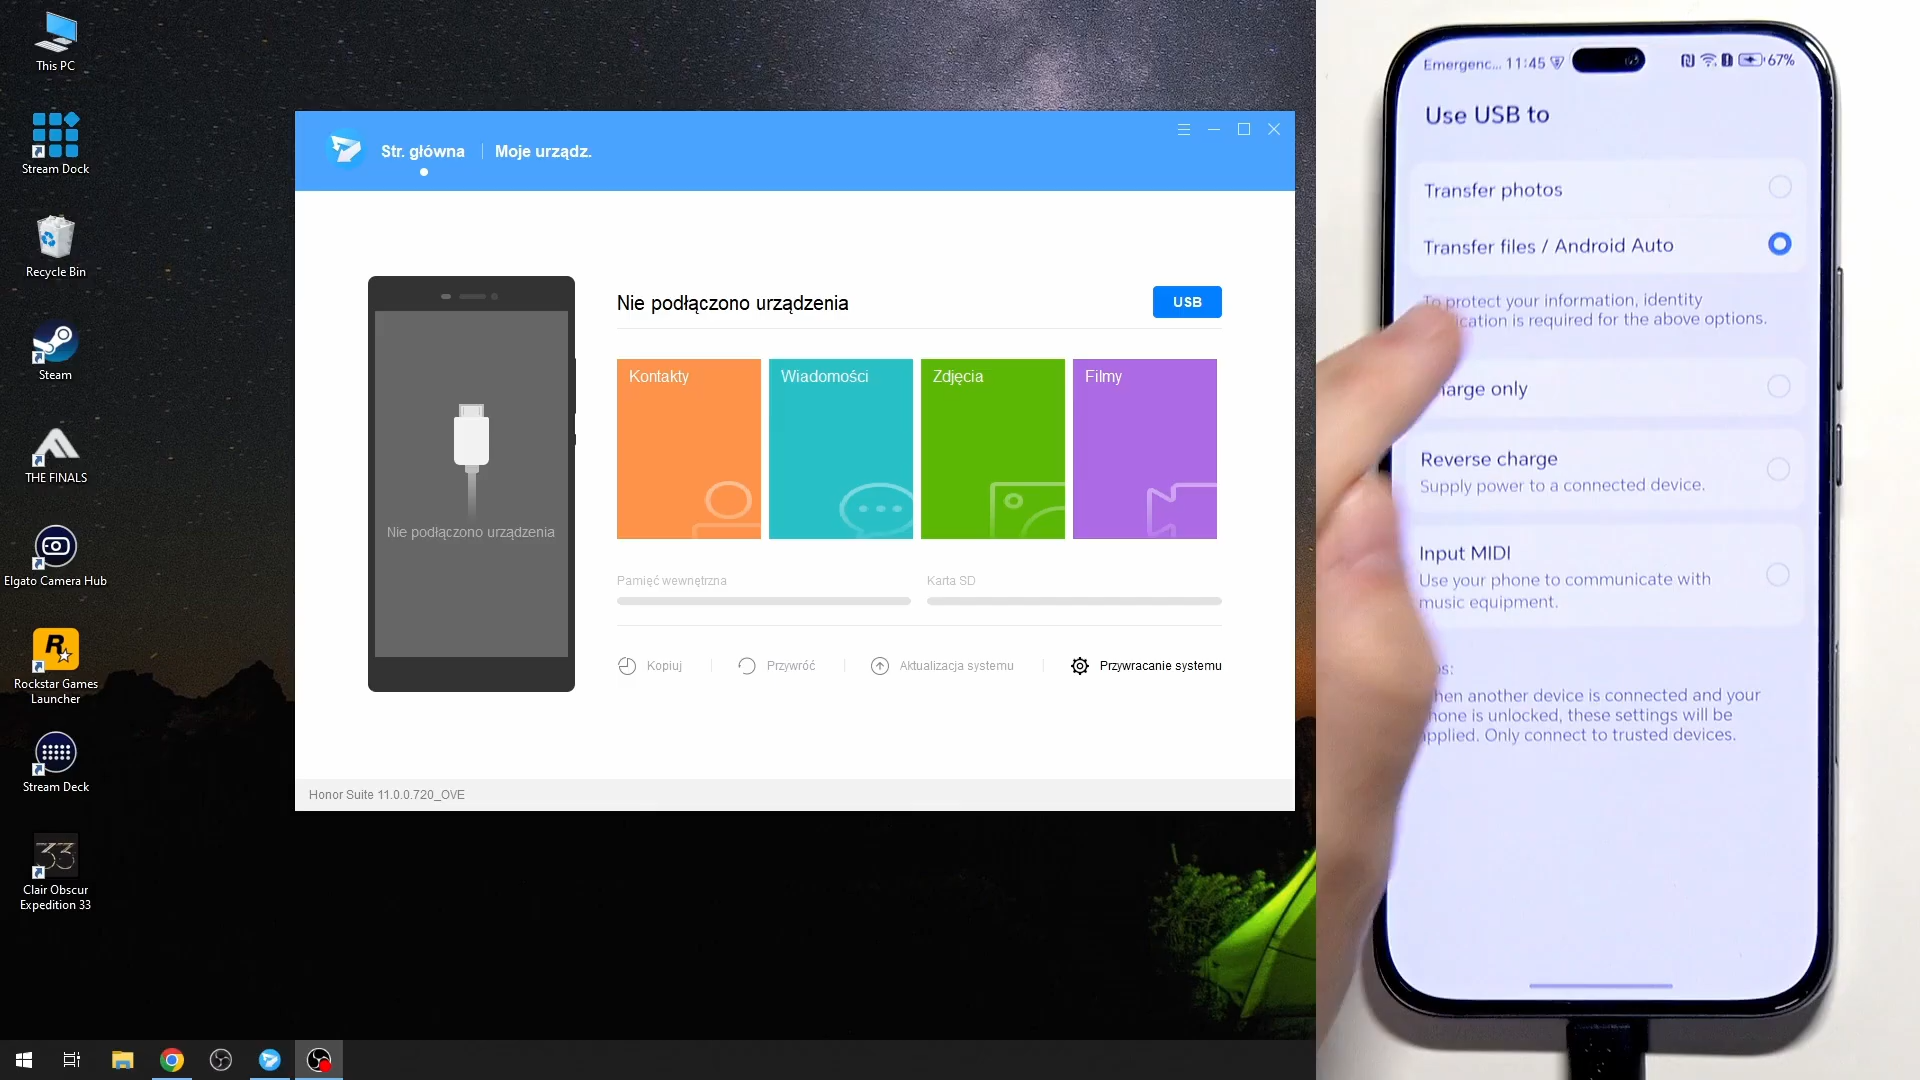 This PC
Stream Dock
Recycle Bin
Steam
THE FINALS
Elgato Camera Hub
Rockstar Games
Launcher
Stream Deck
33
Clair Obscur
Expedition 33
Str. główna
Moje urządz.
Nie podłączono urządzenia
Nie podłączono urządzenia
USB
Kontakty
Wiadomości
Zdjęcia
Filmy
Pamięć wewnętrzna
Karta SD
Kopiuj
Przywróć
Aktualizacja systemu
Przywracanie systemu
Honor Suite 11.0.0.720_OVE
Emergenc... 11:45
67%
Use USB to
Transfer photos
Transfer files / Android Auto
To protect your information, identity
is required for the above options.
only
Reverse charge
Supply power to a connected device.
Input MIDI
Use your phone to communicate with
music equipment.
another device is connected and your
is unlocked, these settings will be
Only connect to trusted devices.